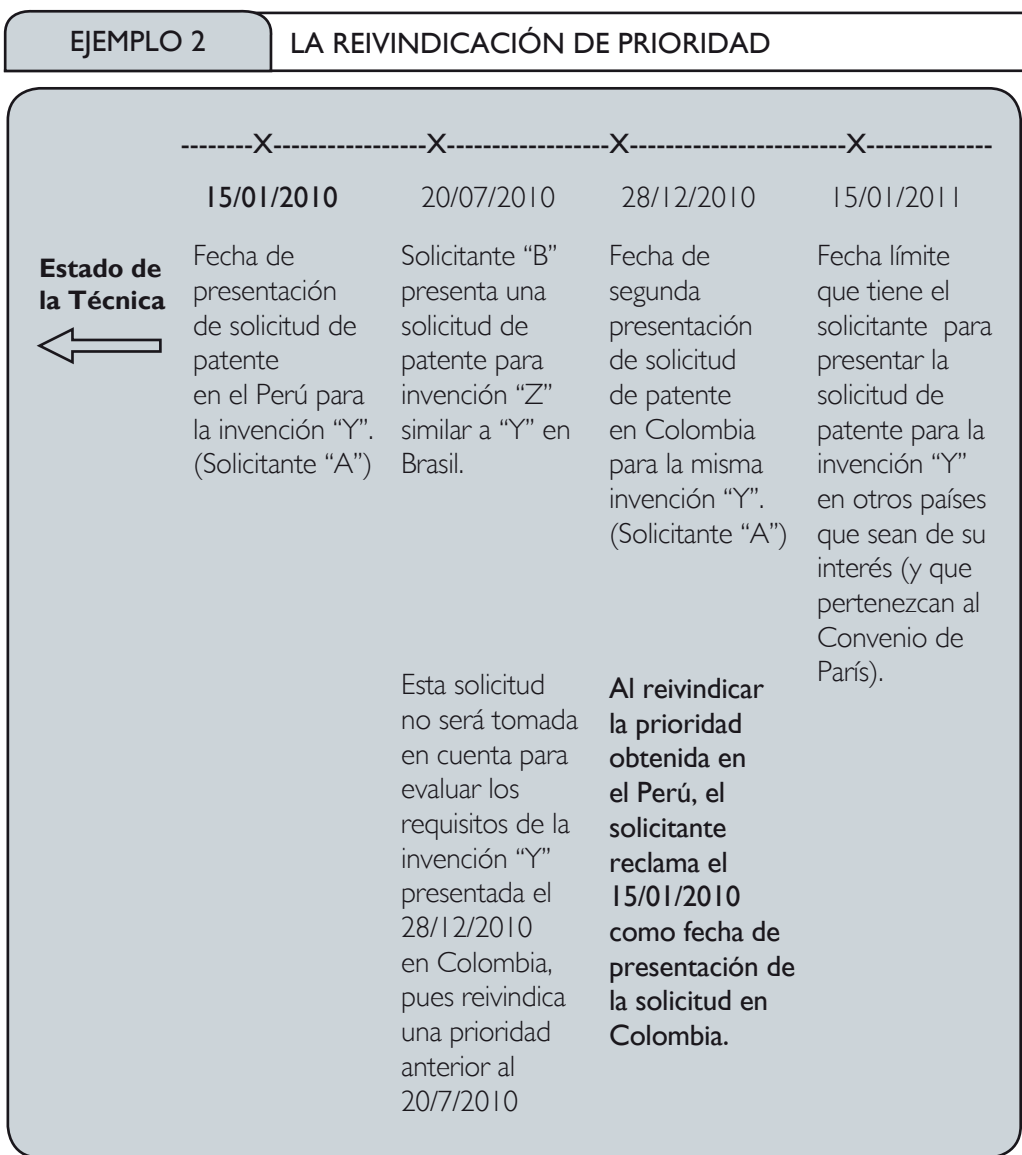 EJEMPLO 2
LA REIVINDICACIÓN DE PRIORIDAD
--------X-----------------X------------------X------------------------X--------------
15/01/2010
20/07/2010
28/12/2010
15/01/2011
Estado de
la Técnica
Fecha de
presentación
de solicitud de
patente
en el Perú para
la invención “Y”.
(Solicitante “A”)
Solicitante “B”
presenta una
solicitud de
patente para
invención “Z”
similar a “Y” en
Brasil.
Esta solicitud
no será tomada
en cuenta para
evaluar los
requisitos de la
invención “Y”
presentada el
28/12/2010
en Colombia,
pues reivindica
una prioridad
anterior al
20/7/2010
Fecha de
segunda
presentación
de solicitud
de patente
en Colombia
para la misma
invención “Y”.
(Solicitante “A”)
Al reivindicar
la prioridad
obtenida en
el Perú, el
solicitante
reclama el
15/01/2010
como fecha de
presentación de
la solicitud en
Colombia.
Fecha límite
que tiene el
solicitante para
presentar la
solicitud de
patente para la
invención “Y”
en otros países
que sean de su
interés (y que
pertenezcan al
Convenio de
París).